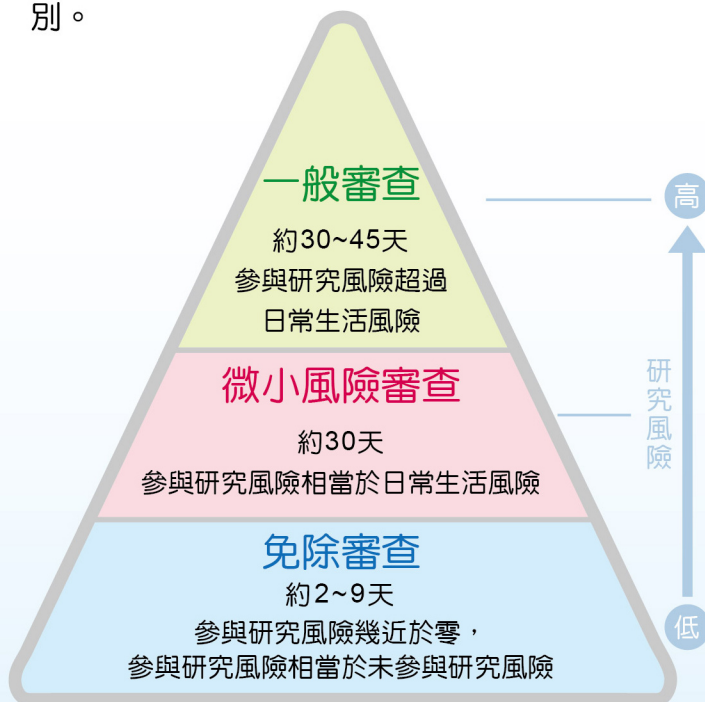 別。
一般審查
約30~45天
參與研究風險超過
日常生活風險
高
微小風險審查
約30天
參與研究風險相當於日常生活風險
研究風險
免除審查
約2~9天
參與研究風險幾近於零，
參與研究風險相當於未參與研究風險
低